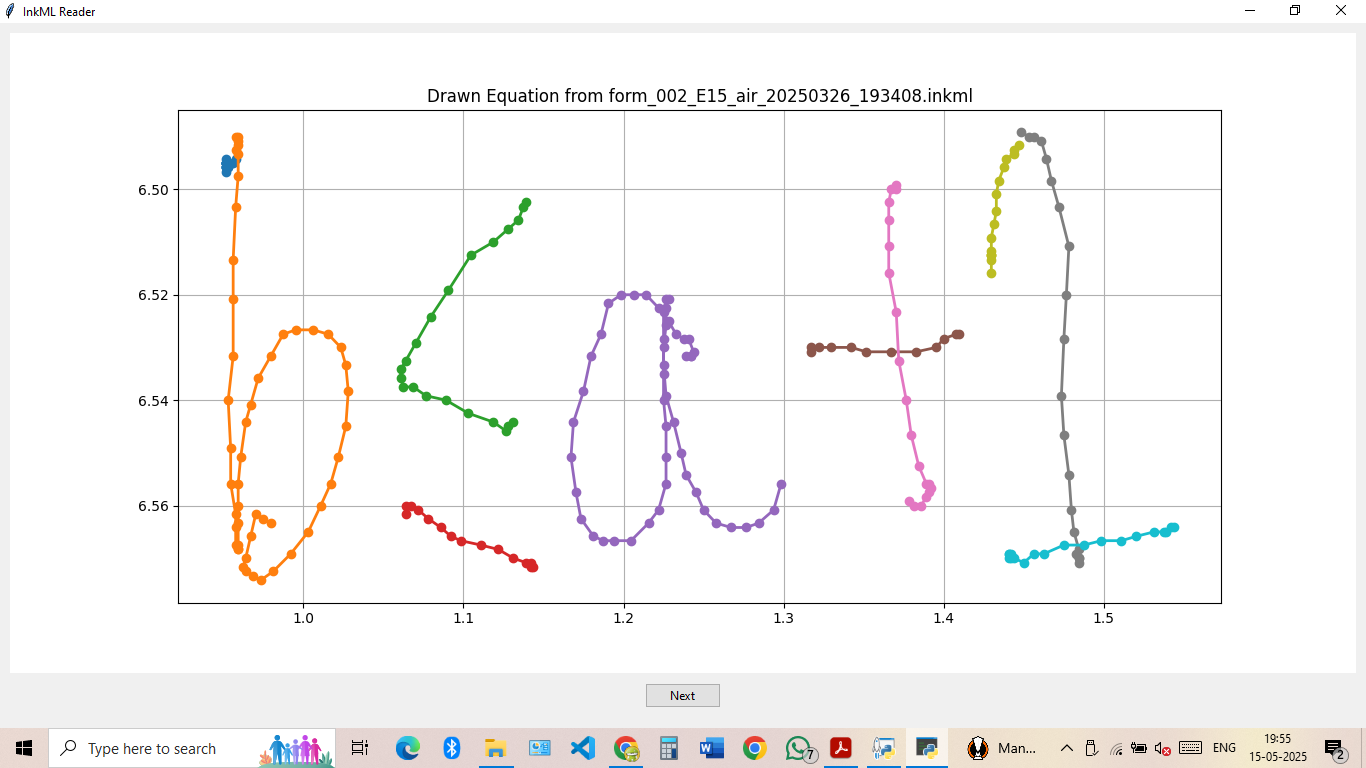 InkML Reader
Drawn Equation from form_002_E15_air_20250326_193408.inkml
b ≤ a + 1
6.50
6.52
6.54
6.56
1.0 1.1 1.2 1.3 1.4 1.5
Next
Type here to search
W
7
Man...
ENG
19:55
15-05-2025
2